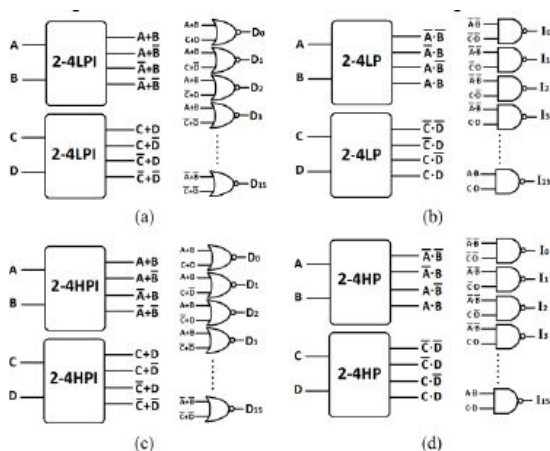 A
B
2-4LPI
A+B
A+B̅
A̅+B
A̅+B̅
C
D
2-4LPI
C+D
C+D̅
C̅+D
C̅+D̅
A+B
C+D
D₀
A+B
C+D̅
D₁
A+B
C̅+D
D₂
A+B
C̅+D̅
D₃
A̅+B̅
C̅+D̅
D₁₅
(a)
A
B
2-4LP
A̅·B̅
A̅·B
A·B̅
A·B
C
D
2-4LP
C̅·D̅
C̅·D
C·D̅
C·D
A̅·B̅
C̅·D̅
I₀
A̅·B̅
C̅·D
I₁
A̅·B̅
C·D̅
I₂
A̅·B̅
C·D
I₃
A·B
C·D
I₁₅
(b)
A
B
2-4HPI
A+B
A+B̅
A̅+B
A̅+B̅
C
D
2-4HPI
C+D
C+D̅
C̅+D
C̅+D̅
A+B
C+D
D₀
A+B
C+D̅
D₁
A+B
C̅+D
D₂
A+B
C̅+D̅
D₃
A̅+B̅
C̅+D̅
D₁₅
(c)
A
B
2-4HP
A̅·B̅
A̅·B
A·B̅
A·B
C
D
2-4HP
C̅·D̅
C̅·D
C·D̅
C·D
A̅·B̅
C̅·D̅
I₀
A̅·B̅
C̅·D
I₁
A̅·B̅
C·D̅
I₂
A̅·B̅
C·D
I₃
A·B
C·D
I₁₅
(d)